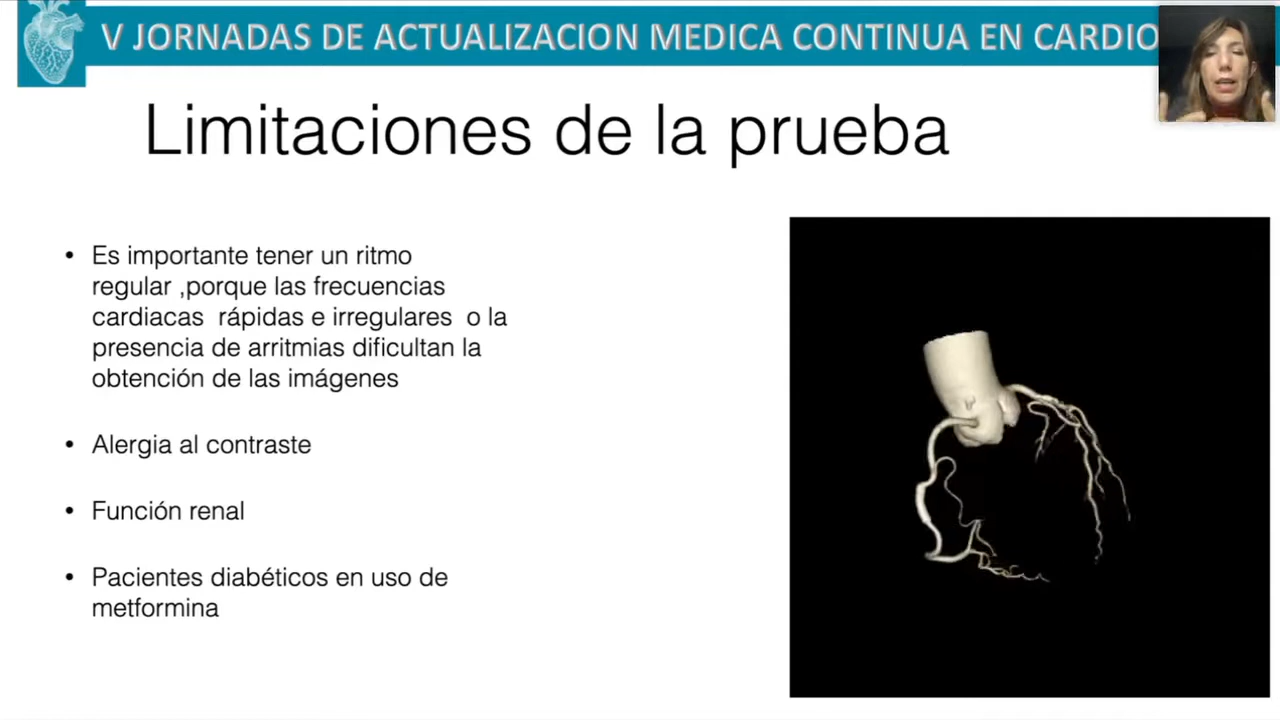 V JORNADAS DE ACTUALIZACION MEDICA CONTINUA EN CARDIO
Limitaciones de la prueba
• Es importante tener un ritmo
regular ,porque las frecuencias
cardiacas rápidas e irregulares o la
presencia de arritmias dificultan la
obtención de las imágenes
• Alergia al contraste
• Función renal
• Pacientes diabéticos en uso de
metformina